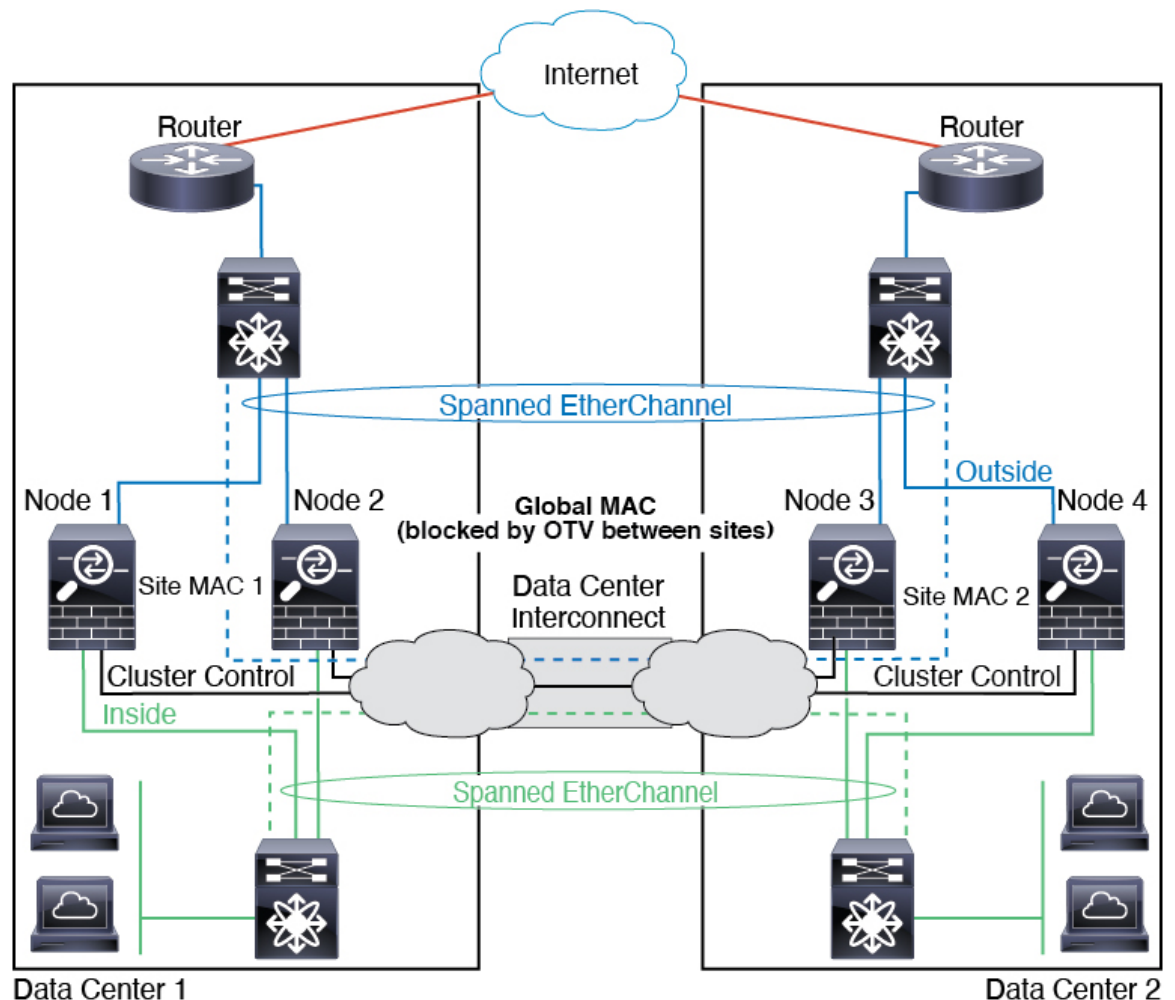 Internet
Router
Router
Spanned EtherChannel
Outside
Node 1
Node 2
Global MAC
(blocked by OTV between sites)
Node 3
Node 4
Site MAC 1
Data Center
Interconnect
Site MAC 2
Cluster Control
Cluster Control
Inside
Spanned EtherChannel
Data Center 1
Data Center 2